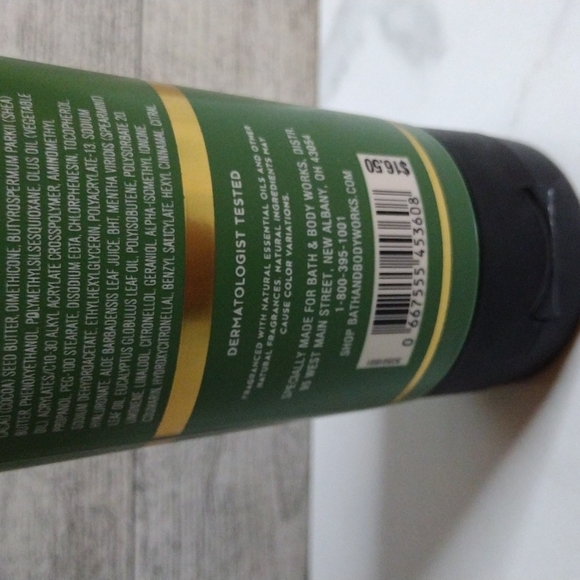 (COCOA) SEED BUTTER, DIMETHICONE, BUTYROSPERMUM PARKII (SHEA)
BUTTER, PHENOXYETHANOL, POLYMETHYLSILSESQUIOXANE, OLUS OIL (VEGETABLE
OIL), ACRYLATES/C10-30 ALKYL ACRYLATE CROSSPOLYMER, AMINOMETHYL
PROPANOL, PEG-100 STEARATE, DISODIUM EDTA, CHLORPHENESIN, TOCOPHEROL,
SODIUM DEHYDROACETATE, ETHYLHEXYLGLYCERIN, POLYACRYLATE-13, SODIUM
HYALURONATE, ALOE BARBADENSIS LEAF JUICE, BHT, MENTHA VIRIDIS (SPEARMINT)
LEAF OIL, EUCALYPTUS GLOBULUS LEAF OIL, POLYISOBUTENE, POLYSORBATE 20,
LIMONENE, LINALOOL, CITRONELLOL, GERANIOL, ALPHA-ISOMETHYL IONONE,
COUMARIN, HYDROXYCITRONELLAL, BENZYL SALICYLATE, HEXYL CINNAMAL, CITRAL
DERMATOLOGIST TESTED
FRAGRANCED WITH NATURAL ESSENTIAL OILS AND OTHER
NATURAL FRAGRANCES. NATURAL INGREDIENTS MAY
CAUSE COLOR VARIATIONS.
SPECIALLY MADE FOR BATH & BODY WORKS, DISTR.
95 WEST MAIN STREET, NEW ALBANY, OH 43054
1-800-395-1001
SHOP BATHANDBODYWORKS.COM
$16.50
0 667555 453608